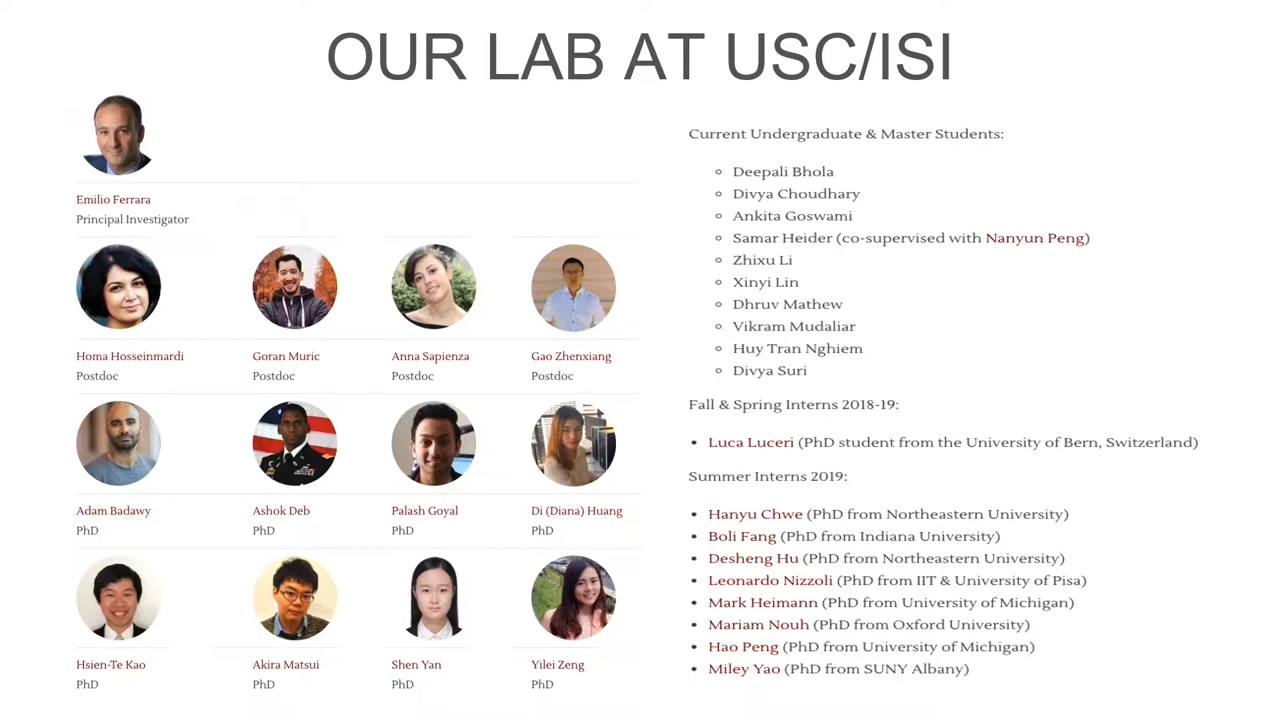 OUR LAB AT USC/ISI
Emilio Ferrara
Principal Investigator
Homa Hosseinmardi
Postdoc
Goran Muric
Postdoc
Anna Sapienza
Postdoc
Gao Zhenxiang
Postdoc
Adam Badawy
PhD
Ashok Deb
PhD
Palash Goyal
PhD
Di (Diana) Huang
PhD
Hsien-Te Kao
PhD
Akira Matsui
PhD
Shen Yan
PhD
Yilei Zeng
PhD
Current Undergraduate & Master Students:
Deepali Bhola
Divya Choudhary
Ankita Goswami
Samar Heider (co-supervised with Nanyun Peng)
Zhixu Li
Xinyi Lin
Dhruv Mathew
Vikram Mudaliar
Huy Tran Nghiem
Divya Suri
Fall & Spring Interns 2018-19:
Luca Luceri (PhD student from the University of Bern, Switzerland)
Summer Interns 2019:
Hanyu Chwe (PhD from Northeastern University)
Boli Fang (PhD from Indiana University)
Desheng Hu (PhD from Northeastern University)
Leonardo Nizzoli (PhD from IIT & University of Pisa)
Mark Heimann (PhD from University of Michigan)
Mariam Nouh (PhD from Oxford University)
Hao Peng (PhD from University of Michigan)
Miley Yao (PhD from SUNY Albany)